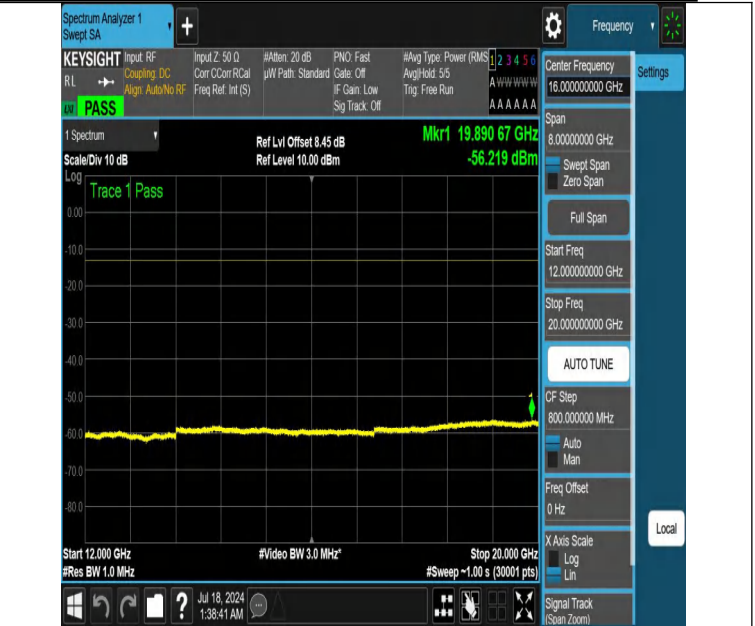 Spectrum Analyzer 1
Swept SA
+
Frequency
KEYSIGHT
RL
PASS
Input: RF
Coupling: DC
Align: Auto/No RF
Input Z: 50 Ω
Corr CCorr RCal
Freq Ref: Int (S)
#Atten: 20 dB
µW Path: Standard
PNO: Fast
Gate: Off
IF Gain: Low
Sig Track: Off
#Avg Type: Power (RMS
Avg|Hold: 5/5
Trig: Free Run
1 2 3 4 5 6
A W W W W W
A A A A A A
1 Spectrum
Scale/Div 10 dB
Ref Lvl Offset 8.45 dB
Ref Level 10.00 dBm
Mkr1 19.890 67 GHz
-56.219 dBm
Log
Trace 1 Pass
0.00
-10.0
-20.0
-30.0
-40.0
-50.0
-60.0
-70.0
-80.0
1
Start 12.000 GHz
#Res BW 1.0 MHz
#Video BW 3.0 MHz*
Stop 20.000 GHz
#Sweep ~1.00 s (30001 pts)
?
Jul 18, 2024
1:38:41 AM
Center Frequency
16.000000000 GHz
Settings
Span
8.00000000 GHz
Swept Span
Zero Span
Full Span
Start Freq
12.000000000 GHz
Stop Freq
20.000000000 GHz
AUTO TUNE
CF Step
800.000000 MHz
Auto
Man
Freq Offset
0 Hz
X Axis Scale
Log
Lin
Local
Signal Track
(Span Zoom)